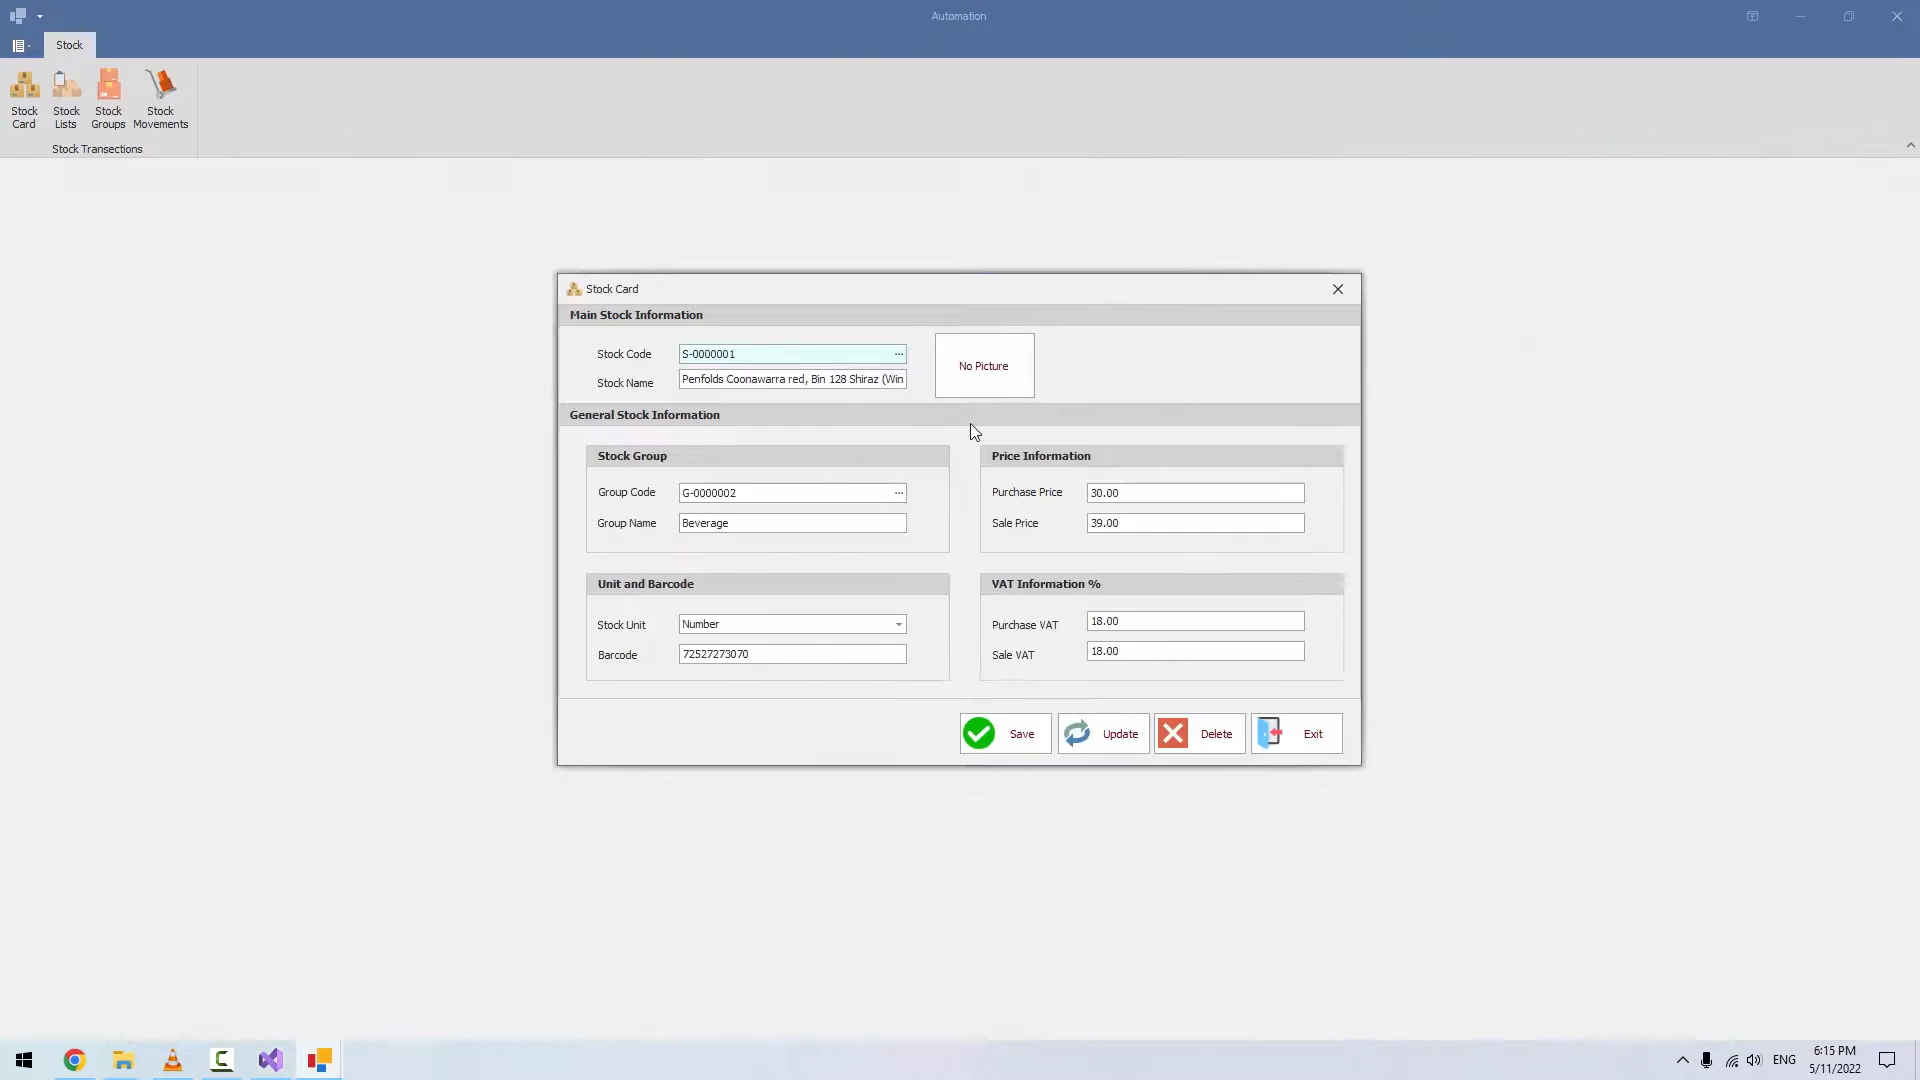 Automation
Stock
Stock Card
Stock Lists
Stock Groups
Stock Movements
Stock Transections
Stock Card
Main Stock Information
Stock Code S-0000001 ...
No Picture
Stock Name Penfolds Coonawarra red, Bin 128 Shiraz (Win
General Stock Information
Stock Group
Group Code G-0000002 ...
Group Name Beverage
Price Information
Purchase Price 30.00
Sale Price 39.00
Unit and Barcode
Stock Unit Number
Barcode 72527273070
VAT Information %
Purchase VAT 18.00
Sale VAT 18.00
Save Update Delete Exit
ENG
6:15 PM
5/11/2022